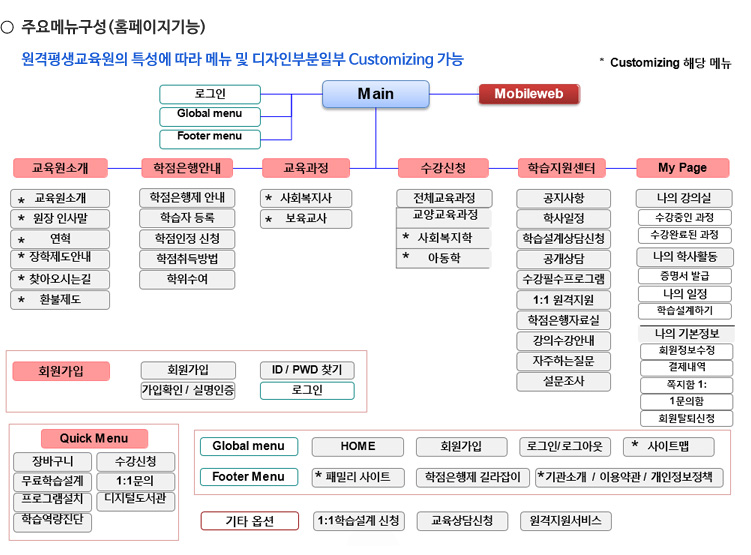 ○ 주요메뉴구성(홈페이지기능)
원격평생교육원의 특성에 따라 메뉴 및 디자인부분일부 Customizing 가능
* Customizing 해당 메뉴
로그인
Global menu
Footer menu
Main
Mobileweb
교육원소개
* 교육원소개
* 원장 인사말
* 연혁
* 장학제도안내
* 찾아오시는길
* 환불제도
학점은행안내
학점은행제 안내
학습자 등록
학점인정 신청
학점취득방법
학위수여
교육과정
* 사회복지사
* 보육교사
수강신청
전체교육과정
교양교육과정
* 사회복지학
* 아동학
학습지원센터
공지사항
학사일정
학습설계상담신청
공개상담
수강필수프로그램
1:1 원격지원
학점은행자료실
강의수강안내
자주하는질문
설문조사
My Page
나의 강의실
수강중인 과정
수강완료된 과정
나의 학사활동
증명서 발급
나의 일정
학습설계하기
나의 기본정보
회원정보수정
결제내역
쪽지함 1:
1문의함
회원탈퇴신청
회원가입
회원가입
가입확인 / 실명인증
ID / PWD 찾기
로그인
Quick Menu
장바구니
수강신청
무료학습설계
1:1문의
프로그램설치
디지털도서관
학습역량진단
Global menu
HOME
회원가입
로그인/로그아웃
* 사이트맵
Footer Menu
* 패밀리 사이트
학점은행제 길라잡이
*기관소개 / 이용약관 / 개인정보정책
기타 옵션
1:1학습설계 신청
교육상담신청
원격지원서비스